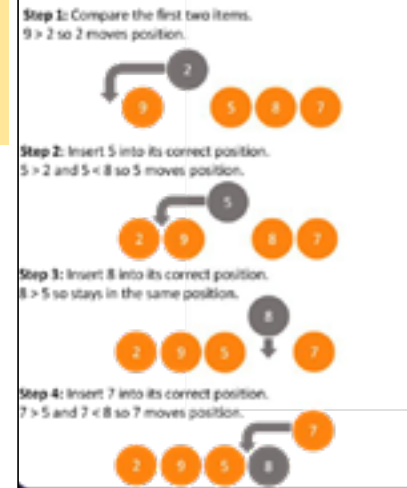 Step 1: Compare the first two items.
9 > 2 so 2 moves position.
2
9 5 8 7
Step 2: Insert 5 into its correct position.
5 > 2 and 5 < 8 so 5 moves position.
5
2 9 8 7
Step 3: Insert 8 into its correct position.
8 > 5 so stays in the same position.
8
2 9 5 7
Step 4: Insert 7 into its correct position.
7 > 5 and 7 < 8 so 7 moves position.
7
2 9 5 8